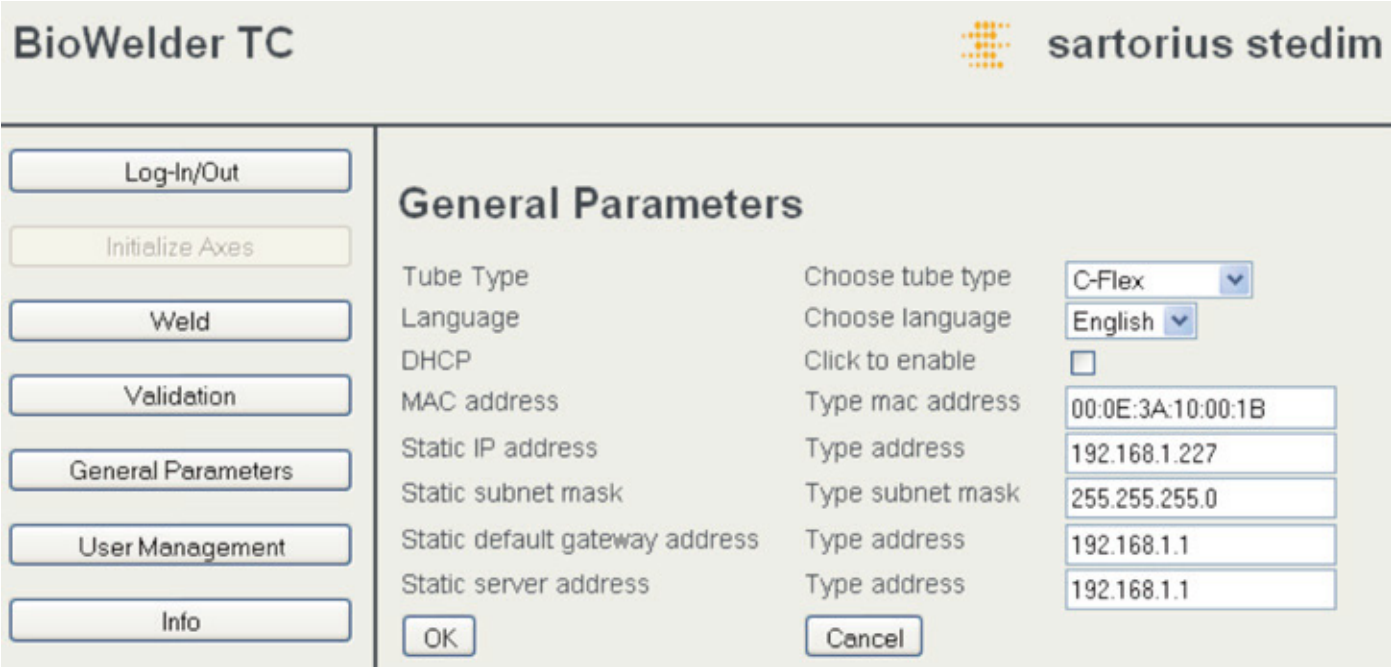 BioWelder TC
sartorius stedim
Log-In/Out
Initialize Axes
Weld
Validation
General Parameters
User Management
Info
General Parameters
Tube Type Choose tube type C-Flex
Language Choose language English
DHCP Click to enable
MAC address Type mac address 00:0E:3A:10:00:1B
Static IP address Type address 192.168.1.227
Static subnet mask Type subnet mask 255.255.255.0
Static default gateway address Type address 192.168.1.1
Static server address Type address 192.168.1.1
OK Cancel